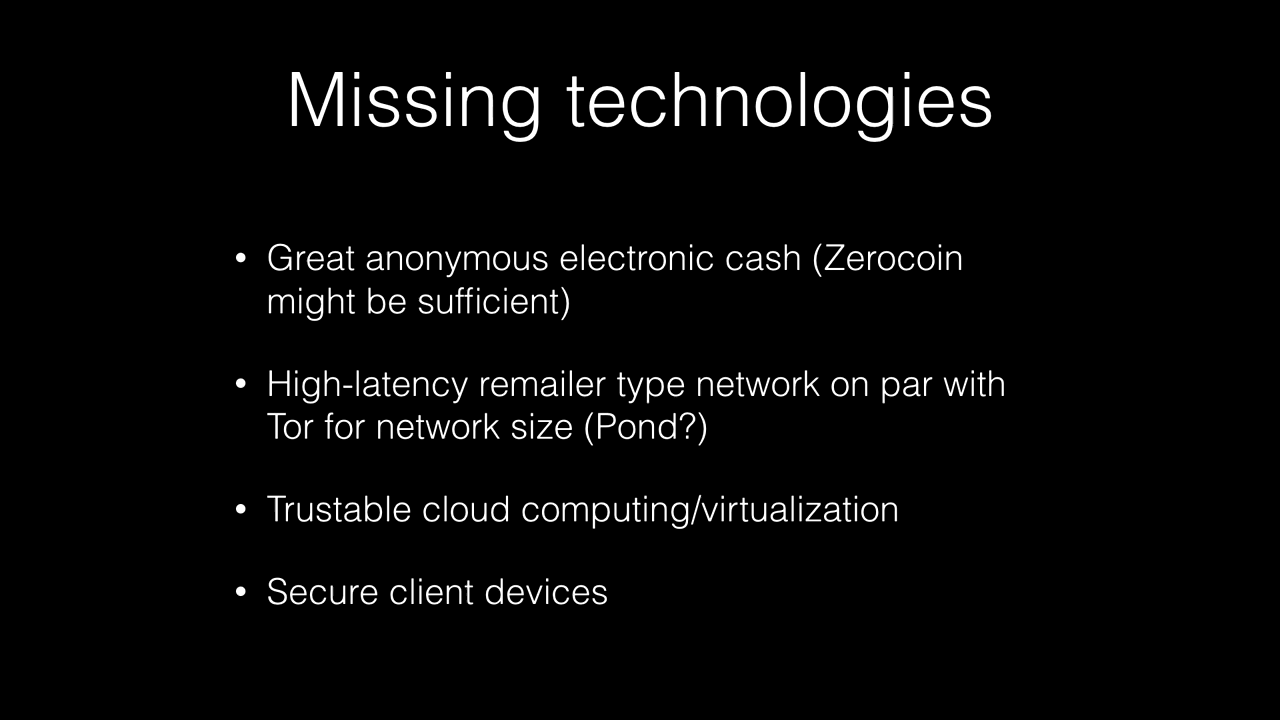 Missing technologies
• Great anonymous electronic cash (Zerocoin
might be sufficient)
• High-latency remailer type network on par with
Tor for network size (Pond?)
• Trustable cloud computing/virtualization
• Secure client devices